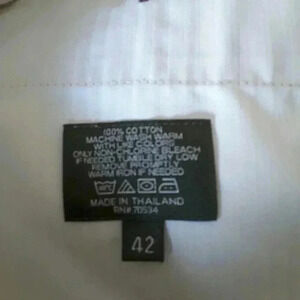 100% COTTON
MACHINE WASH WARM
WITH LIKE COLORS
ONLY NON-CHLORINE BLEACH
IF NEEDED TUMBLE DRY LOW
REMOVE PROMPTLY
WARM IRON IF NEEDED
MADE IN THAILAND
RN# 70534
42